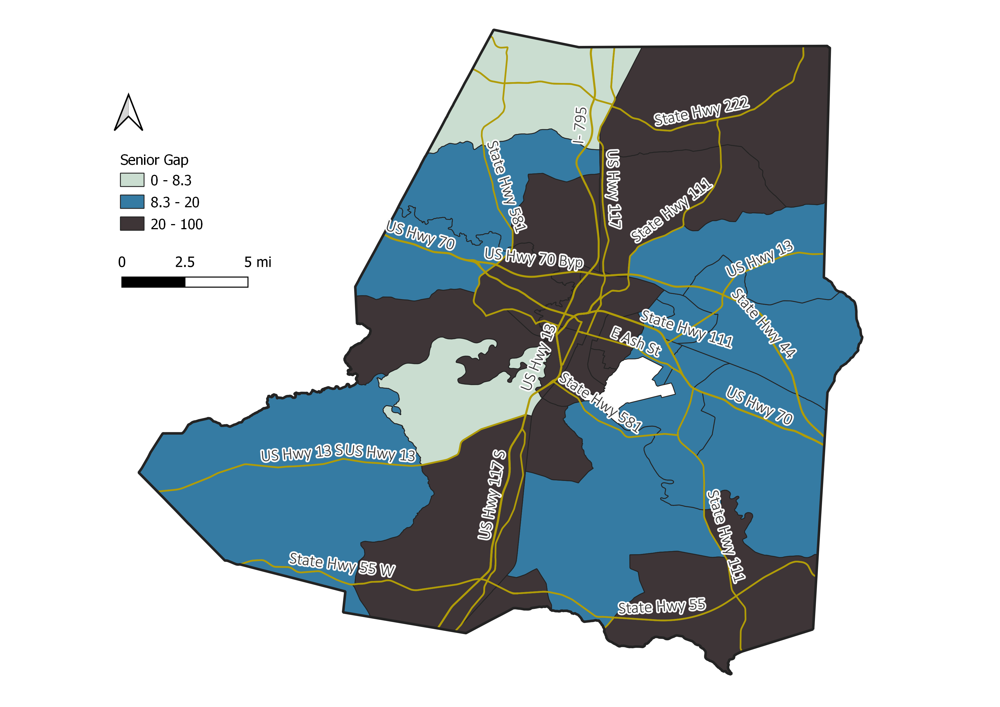 State Hwy 222
I- 795
Senior Gap
0 - 8.3
8.3 - 20
20 - 100
State Hwy 581
US Hwy 117
State Hwy 111
US Hwy 70
US Hwy 70 Byp
US Hwy 13
0 2.5 5 mi
State Hwy 44
State Hwy 111
E Ash St
US Hwy 13
State Hwy 581
US Hwy 70
US Hwy 13 S
US Hwy 13
US Hwy 117 S
State Hwy 111
State Hwy 55 W
State Hwy 55